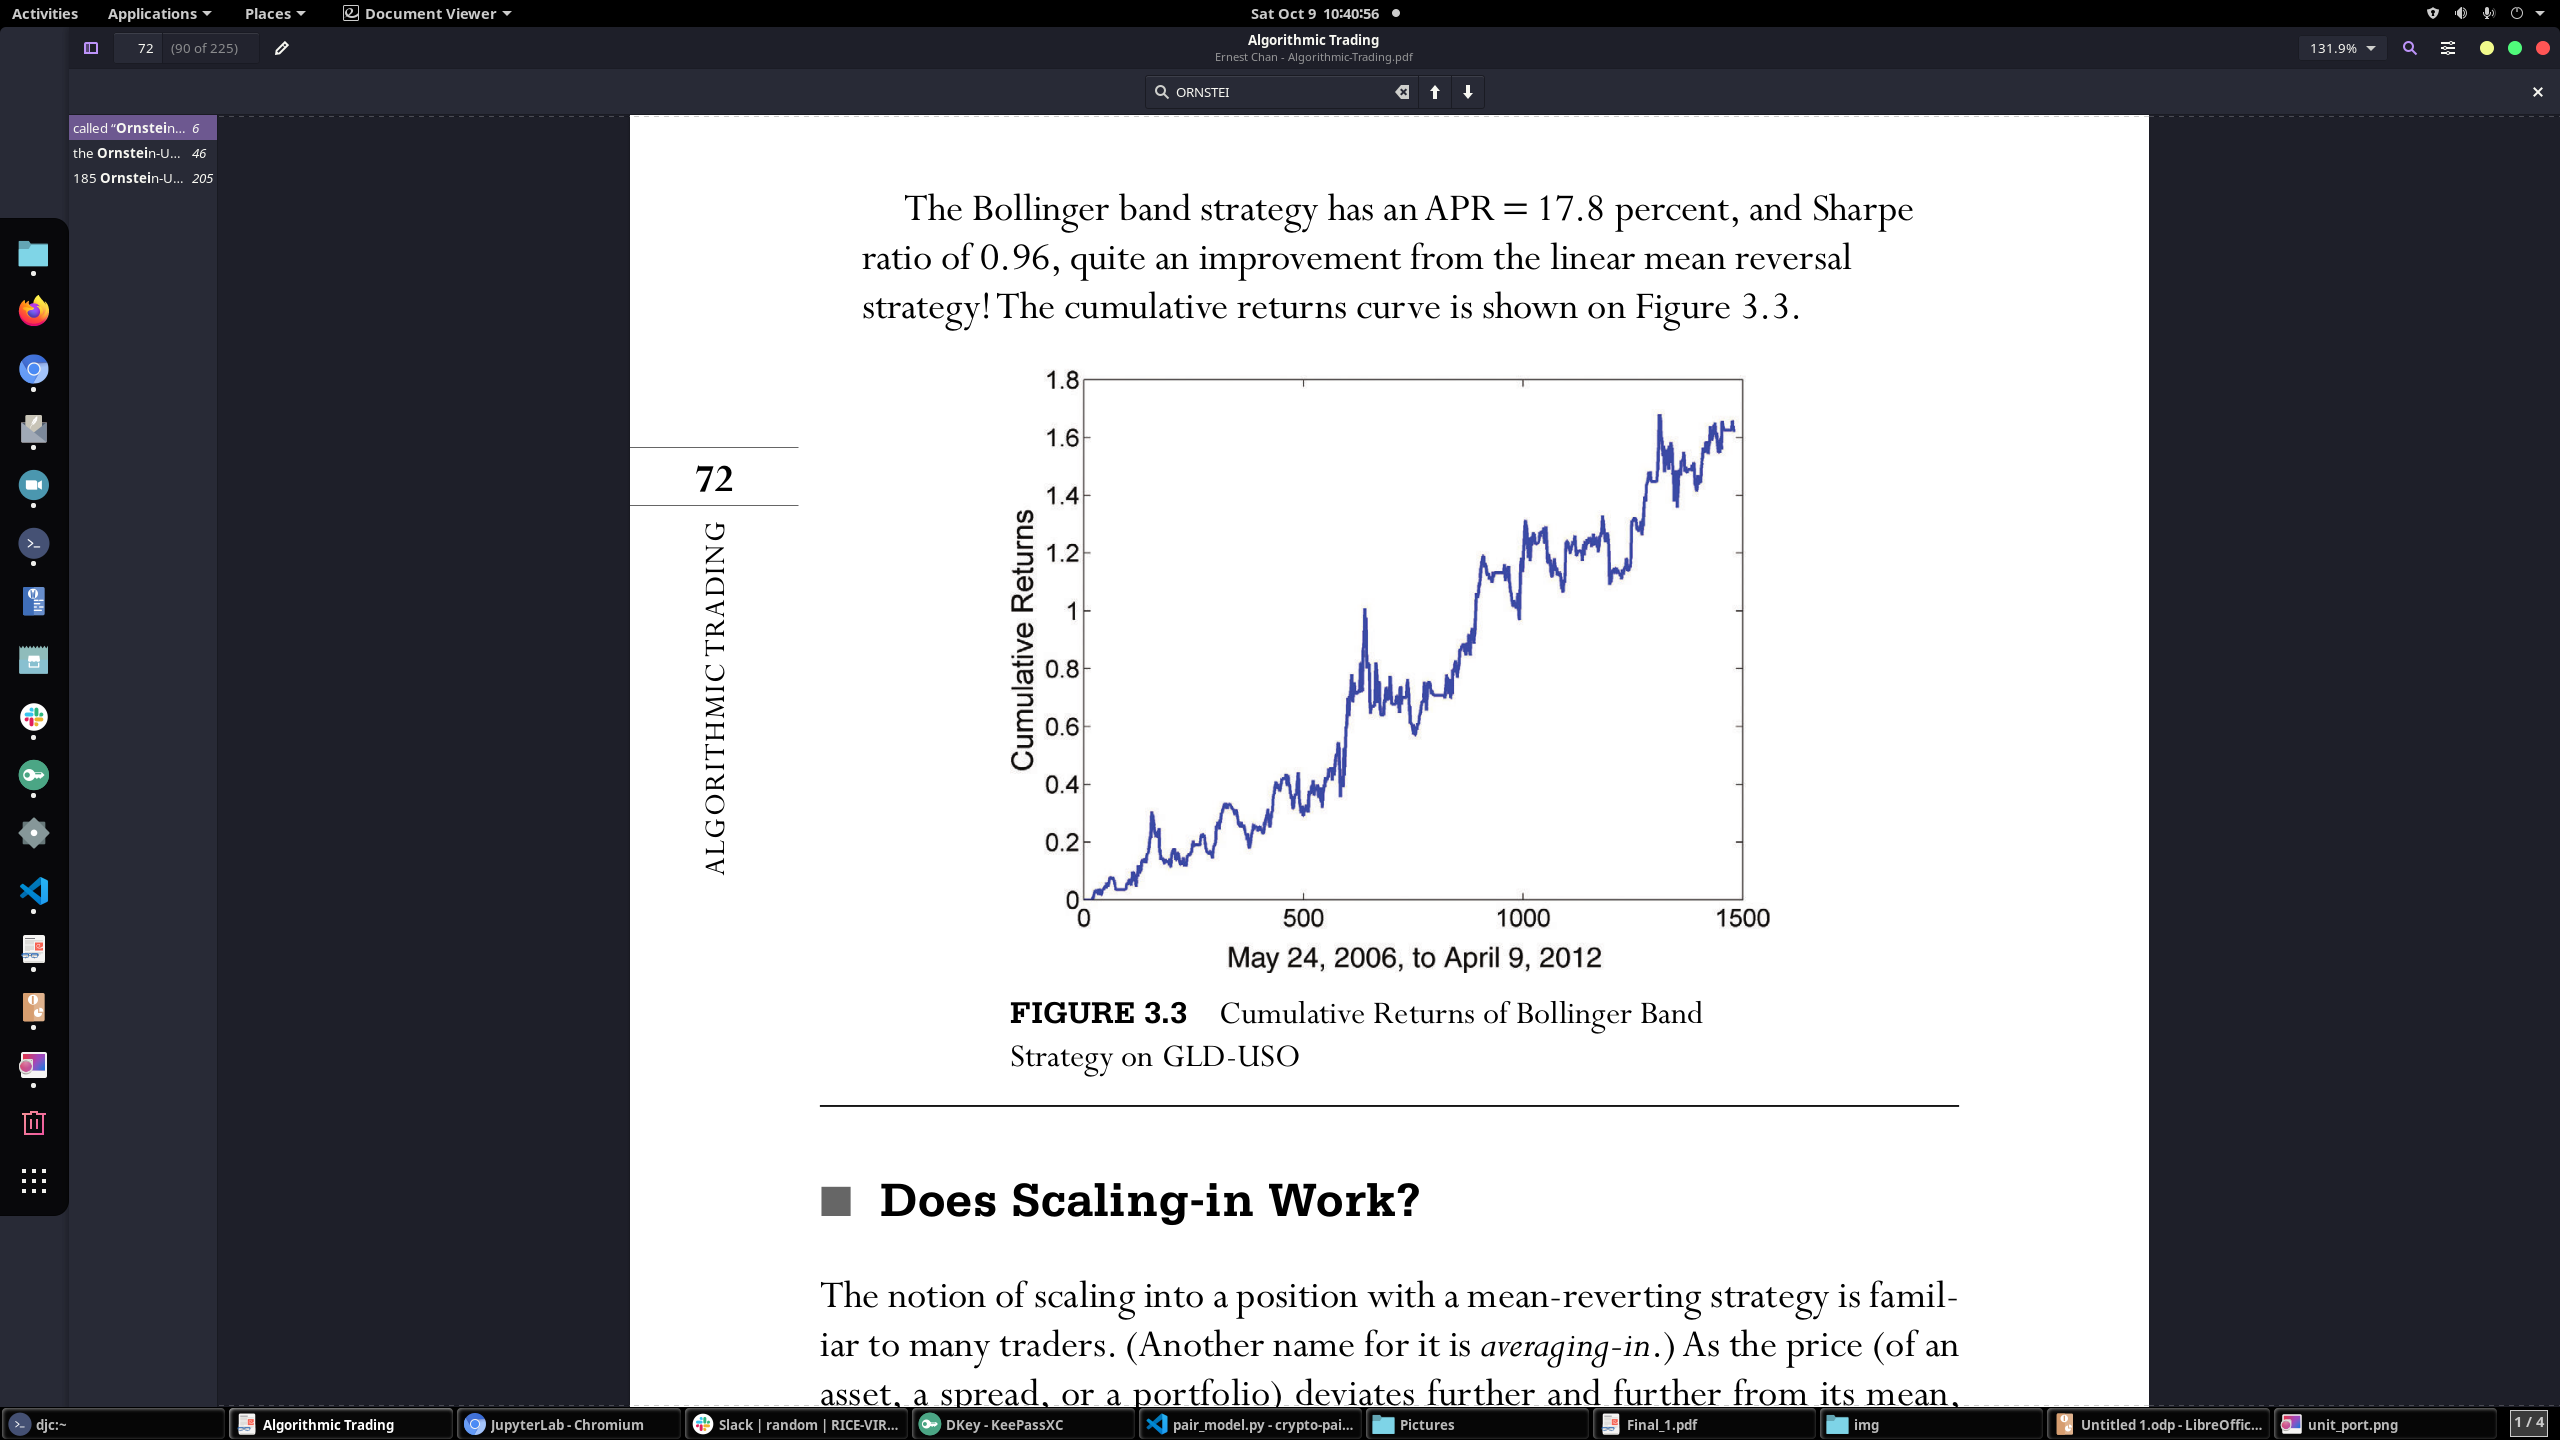 Activities
Applications
Places
Document Viewer
Sat Oct 9 10:40:56
72
(90 of 225)
Algorithmic Trading
Ernest Chan - Algorithmic-Trading.pdf
131.9%
ORNSTEI
called “Ornstein... 6
the Ornstein-U... 46
185 Ornstein-U... 205
The Bollinger band strategy has an APR = 17.8 percent, and Sharpe
ratio of 0.96, quite an improvement from the linear mean reversal
strategy! The cumulative returns curve is shown on Figure 3.3.
72
ALGORITHMIC TRADING
Cumulative Returns
1.8
1.6
1.4
1.2
1
0.8
0.6
0.4
0.2
0
0 500 1000 1500
May 24, 2006, to April 9, 2012
FIGURE 3.3 Cumulative Returns of Bollinger Band
Strategy on GLD-USO
Does Scaling-in Work?
The notion of scaling into a position with a mean-reverting strategy is famil-
iar to many traders. (Another name for it is averaging-in.) As the price (of an
asset, a spread, or a portfolio) deviates further and further from its mean,
djc:~
Algorithmic Trading
JupyterLab - Chromium
Slack | random | RICE-VIR...
DKey - KeePassXC
pair_model.py - crypto-pai...
Pictures
Final_1.pdf
img
Untitled 1.odp - LibreOffic...
unit_port.png
1 / 4